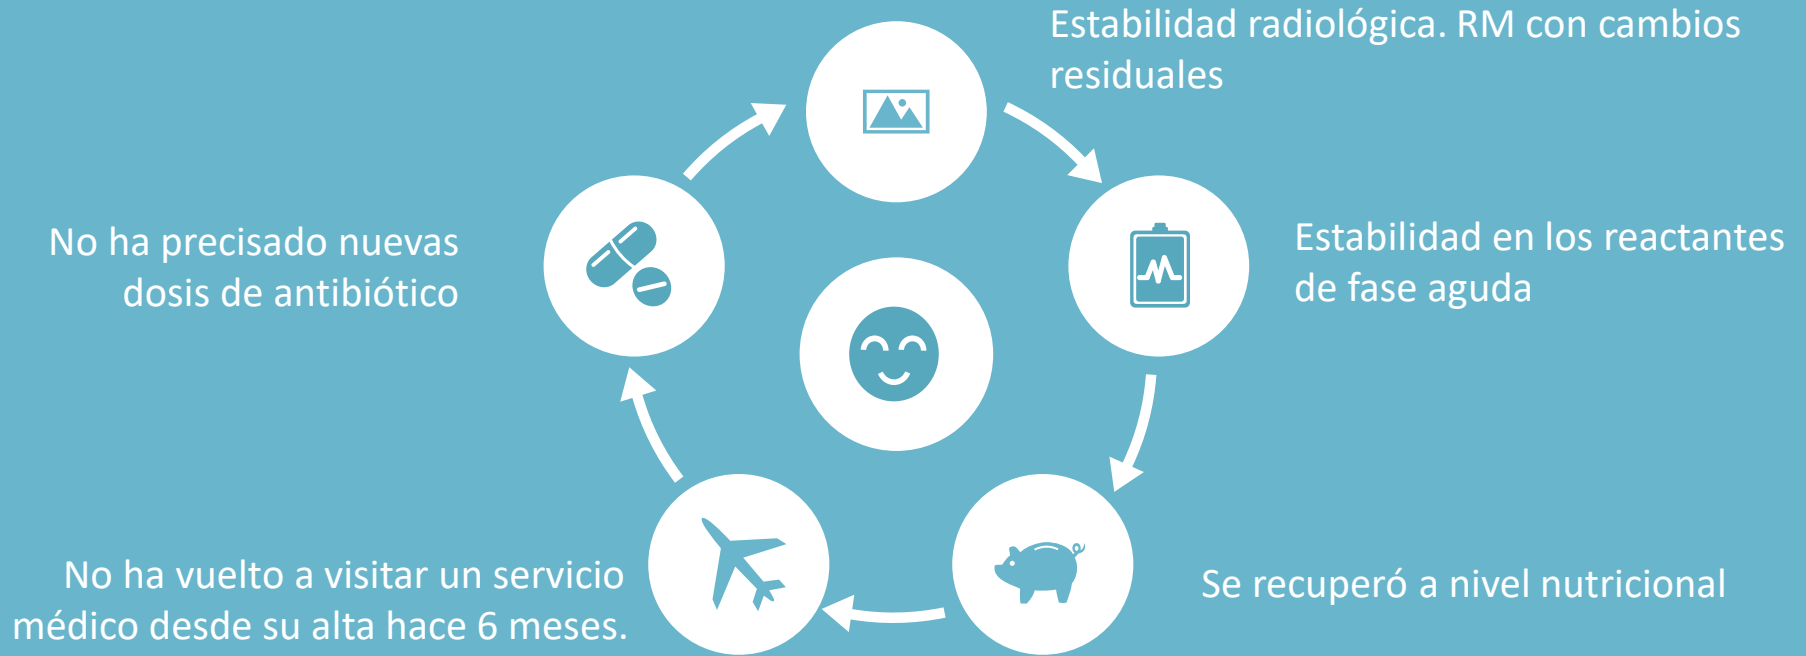 Estabilidad radiológica. RM con cambios
residuales
Estabilidad en los reactantes
de fase aguda
Se recuperó a nivel nutricional
No ha vuelto a visitar un servicio
médico desde su alta hace 6 meses.
No ha precisado nuevas
dosis de antibiótico